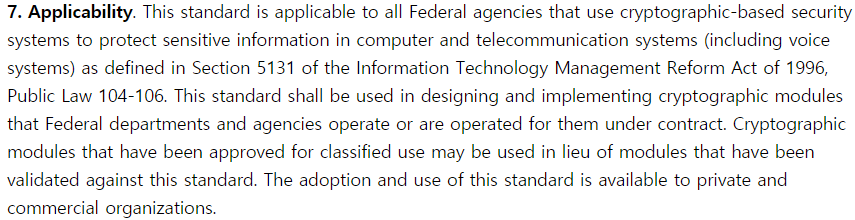 7. Applicability. This standard is applicable to all Federal agencies that use cryptographic-based security
systems to protect sensitive information in computer and telecommunication systems (including voice
systems) as defined in Section 5131 of the Information Technology Management Reform Act of 1996,
Public Law 104-106. This standard shall be used in designing and implementing cryptographic modules
that Federal departments and agencies operate or are operated for them under contract. Cryptographic
modules that have been approved for classified use may be used in lieu of modules that have been
validated against this standard. The adoption and use of this standard is available to private and
commercial organizations.